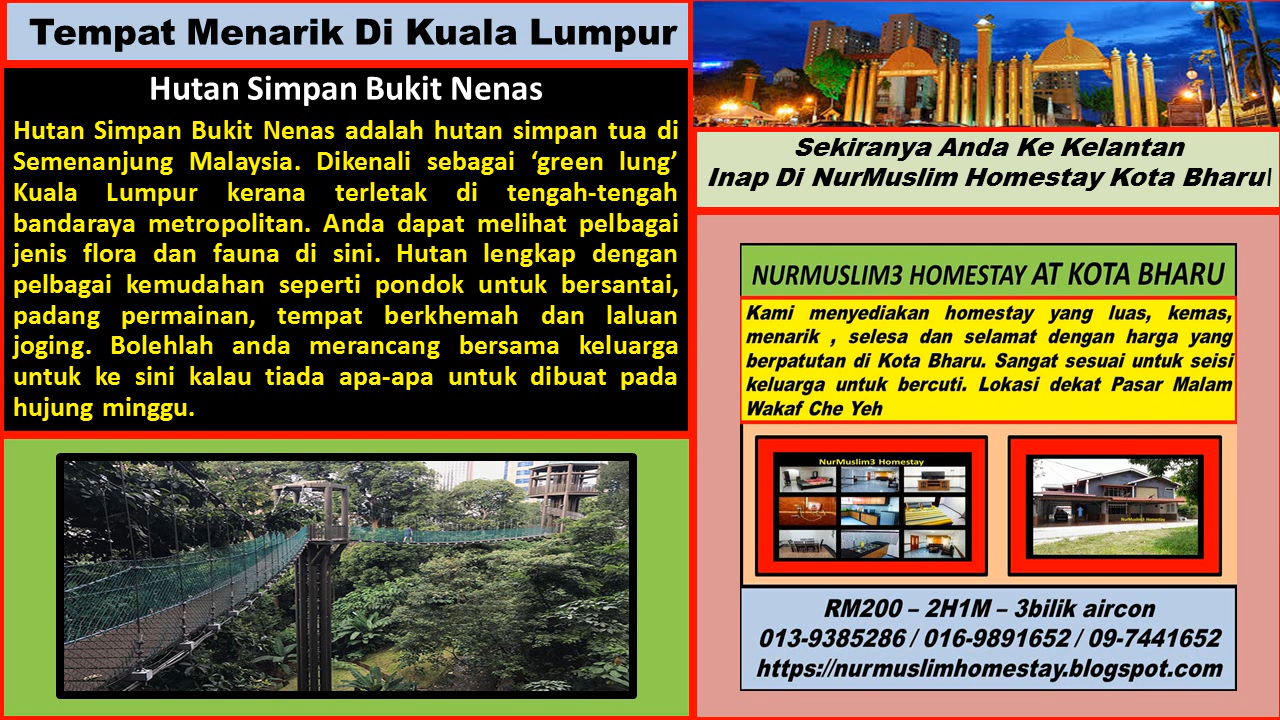 Tempat Menarik Di Kuala Lumpur
Hutan Simpan Bukit Nenas
Hutan Simpan Bukit Nenas adalah hutan simpan tua di
Semenanjung Malaysia. Dikenali sebagai ‘green lung’
Kuala Lumpur kerana terletak di tengah-tengah
bandaraya metropolitan. Anda dapat melihat pelbagai
jenis flora dan fauna di sini. Hutan lengkap dengan
pelbagai kemudahan seperti pondok untuk bersantai,
padang permainan, tempat berkhemah dan laluan
joging. Bolehlah anda merancang bersama keluarga
untuk ke sini kalau tiada apa-apa untuk dibuat pada
hujung minggu.
Sekiranya Anda Ke Kelantan
Inap Di NurMuslim Homestay Kota Bharu
NURMUSLIM3 HOMESTAY AT KOTA BHARU
Kami menyediakan homestay yang luas, kemas,
menarik , selesa dan selamat dengan harga yang
berpatutan di Kota Bharu. Sangat sesuai untuk seisi
keluarga untuk bercuti. Lokasi dekat Pasar Malam
Wakaf Che Yeh
NurMuslim3 Homestay
NurMuslim3 Homestay
RM200 – 2H1M – 3bilik aircon
013-9385286 / 016-9891652 / 09-7441652
https://nurmuslimhomestay.blogspot.com